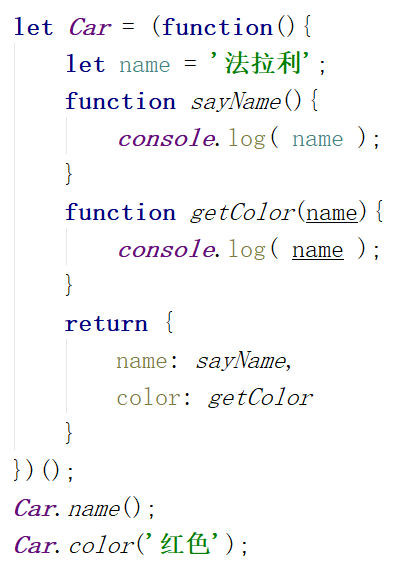 let Car = (function(){
    let name = '法拉利';
    function sayName(){
        console.log( name );
    }
    function getColor(name){
        console.log( name );
    }
    return {
        name: sayName,
        color: getColor
    }
})();
Car.name();
Car.color('红色');